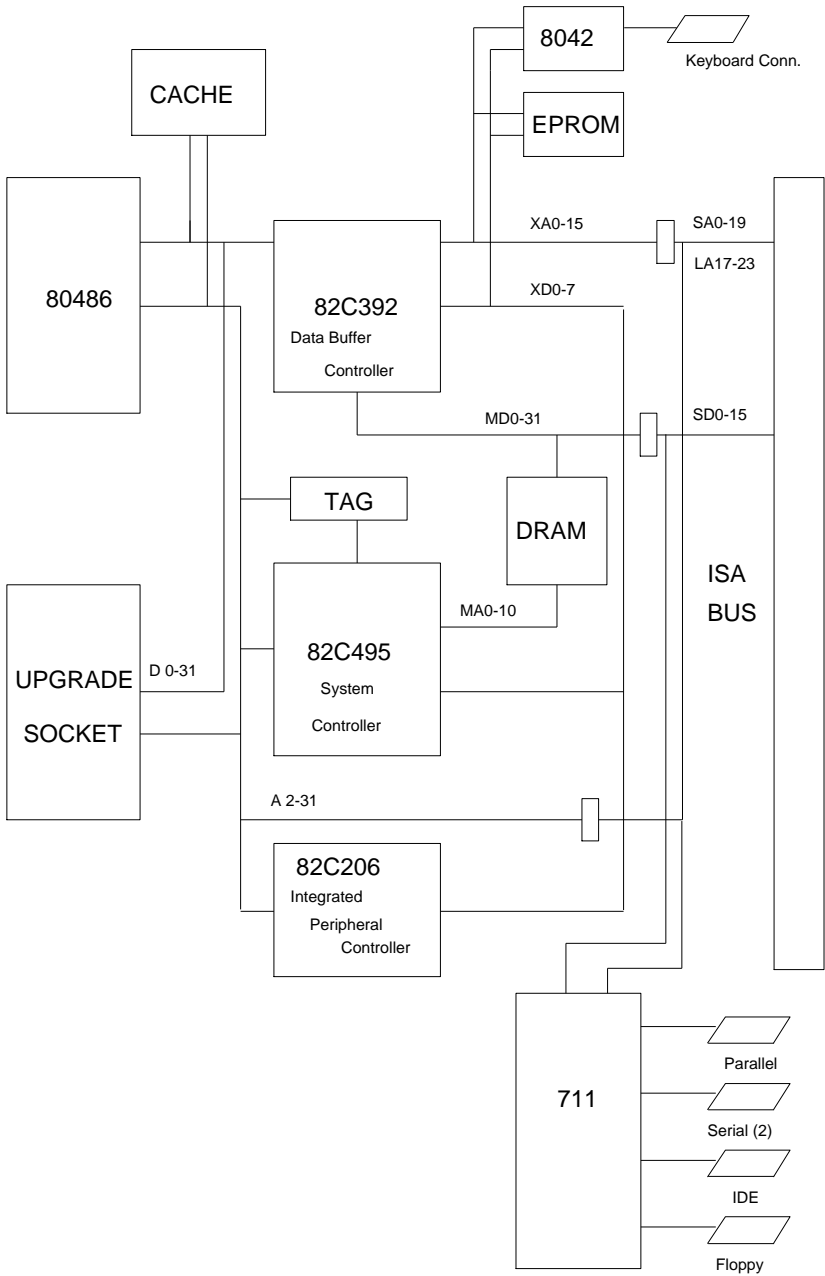 8042
Keyboard Conn.
CACHE
EPROM
XA0-15
SA0-19
LA17-23
80486
82C392
Data Buffer
Controller
XD0-7
MD0-31
SD0-15
TAG
DRAM
ISA
BUS
MA0-10
82C495
System
Controller
UPGRADE
SOCKET
D 0-31
A 2-31
82C206
Integrated
Peripheral
Controller
711
Parallel
Serial (2)
IDE
Floppy